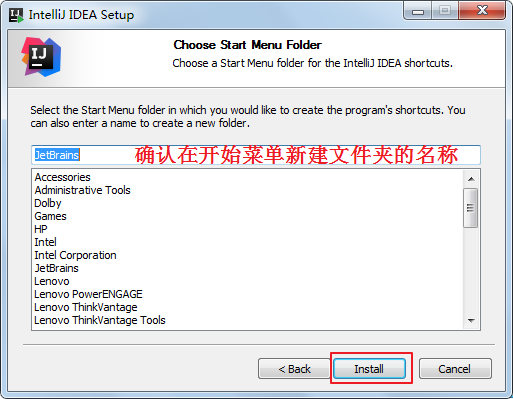 IntelliJ IDEA Setup
IJ
Choose Start Menu Folder
Choose a Start Menu folder for the IntelliJ IDEA shortcuts.
Select the Start Menu folder in which you would like to create the program's shortcuts. You
can also enter a name to create a new folder.
JetBrains 确认在开始菜单新建文件夹的名称
Accessories
Administrative Tools
Dolby
Games
HP
Intel
Intel Corporation
JetBrains
Lenovo
Lenovo PowerENGAGE
Lenovo ThinkVantage
Lenovo ThinkVantage Tools
< Back Install Cancel